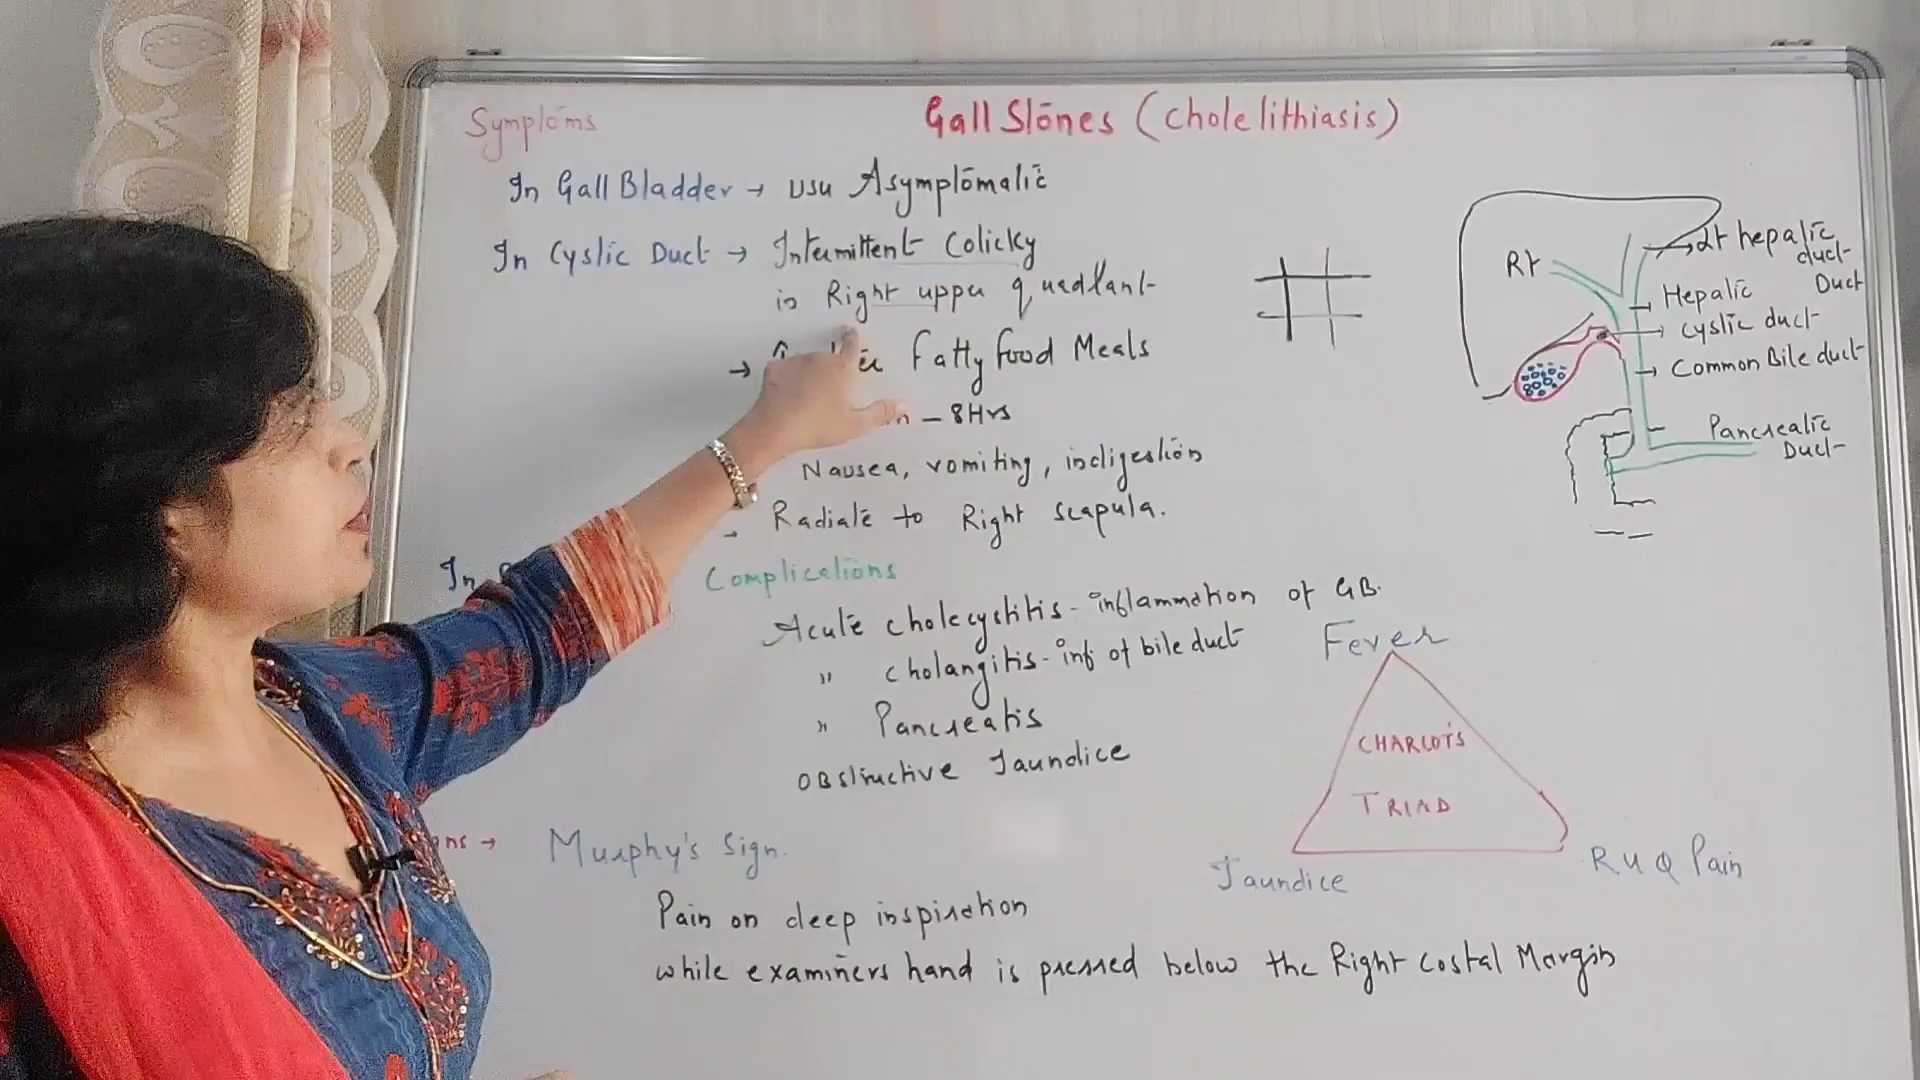 Symptoms
Gall Stones (Cholelithiasis)
In Gall Bladder → usu Asymptomatic
In Cystic Duct → Intermittent Colicky
in Right upper quadrant
→ Fatty food Meals
- 8Hrs
Nausea, vomiting, indigestion
- Radiate to Right scapula.
In
Complications
Acute cholecystitis - inflammation of GB.
" cholangitis - inf of bile duct
" Pancreatis
OBstructive Jaundice
→ Murphy's Sign.
Pain on deep inspiration
while examiners hand is pressed below the Right costal Margin
Rt
Lt hepatic
duct
Hepatic Duct
cystic duct
Common Bile duct
Pancreatic
Duct
Fever
CHARCOT'S
TRIAD
Jaundice
RUQ Pain